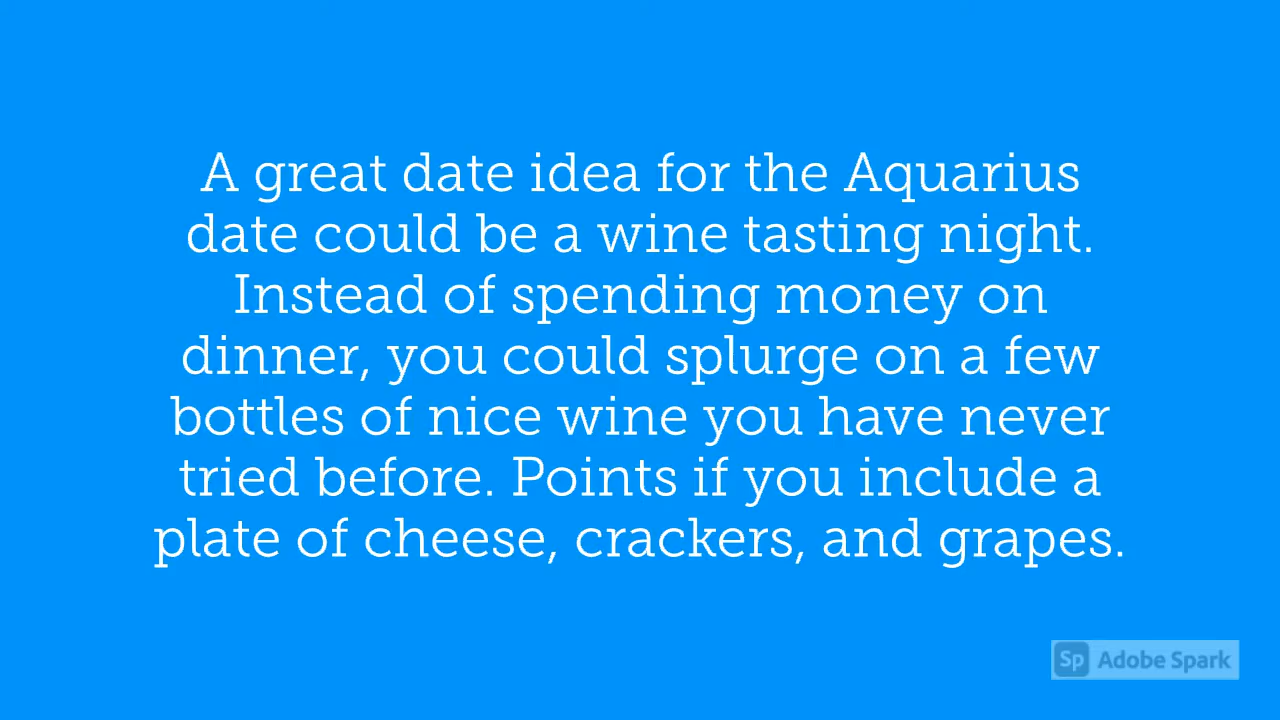 A great date idea for the Aquarius
date could be a wine tasting night.
Instead of spending money on
dinner, you could splurge on a few
bottles of nice wine you have never
tried before. Points if you include a
plate of cheese, crackers, and grapes.
Sp Adobe Spark